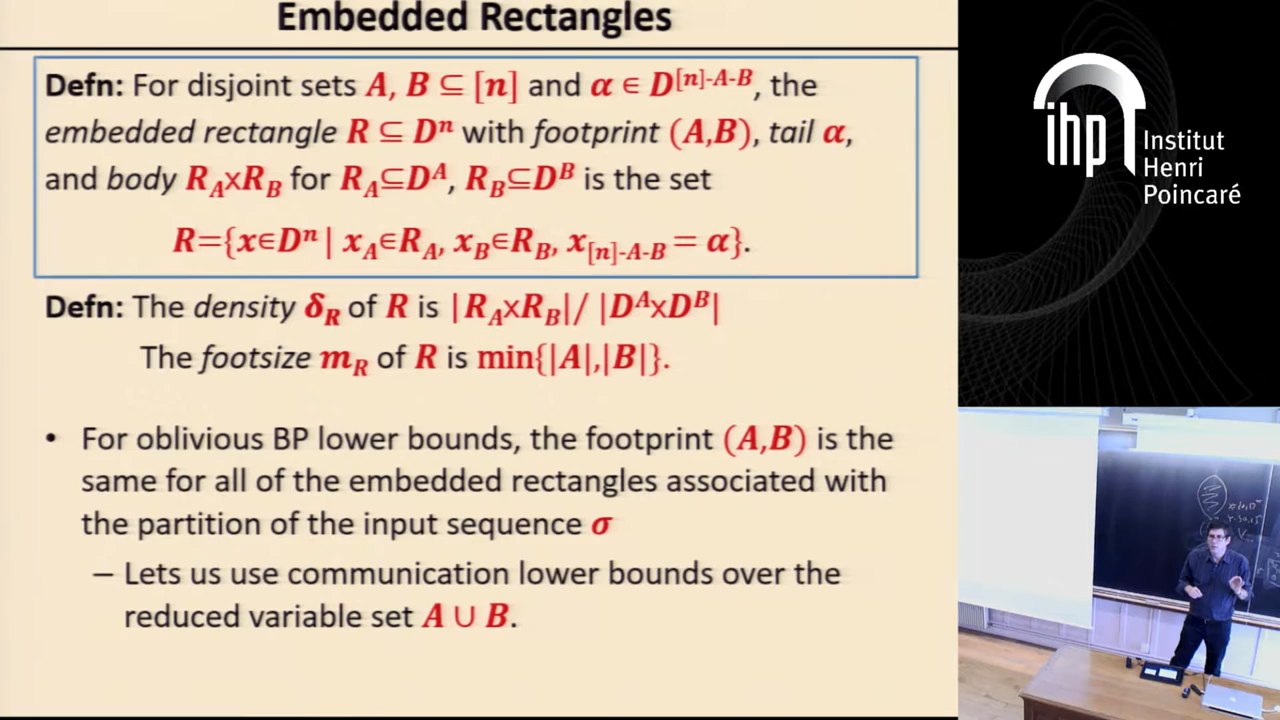 Embedded Rectangles
Defn: For disjoint sets A, B ⊆ [n] and α ∈ D^{[n]-A-B}, the
embedded rectangle R ⊆ D^n with footprint (A,B), tail α,
and body R_A x R_B for R_A⊆D^A, R_B⊆D^B is the set
R={x∈D^n | x_A∈R_A, x_B∈R_B, x_{[n]-A-B} = α}.
Defn: The density δ_R of R is |R_A x R_B|/ |D^A x D^B|
The footsize m_R of R is min{|A|,|B|}.
• For oblivious BP lower bounds, the footprint (A,B) is the
same for all of the embedded rectangles associated with
the partition of the input sequence σ
– Lets us use communication lower bounds over the
reduced variable set A ∪ B.
ihp
Institut
Henri
Poincaré